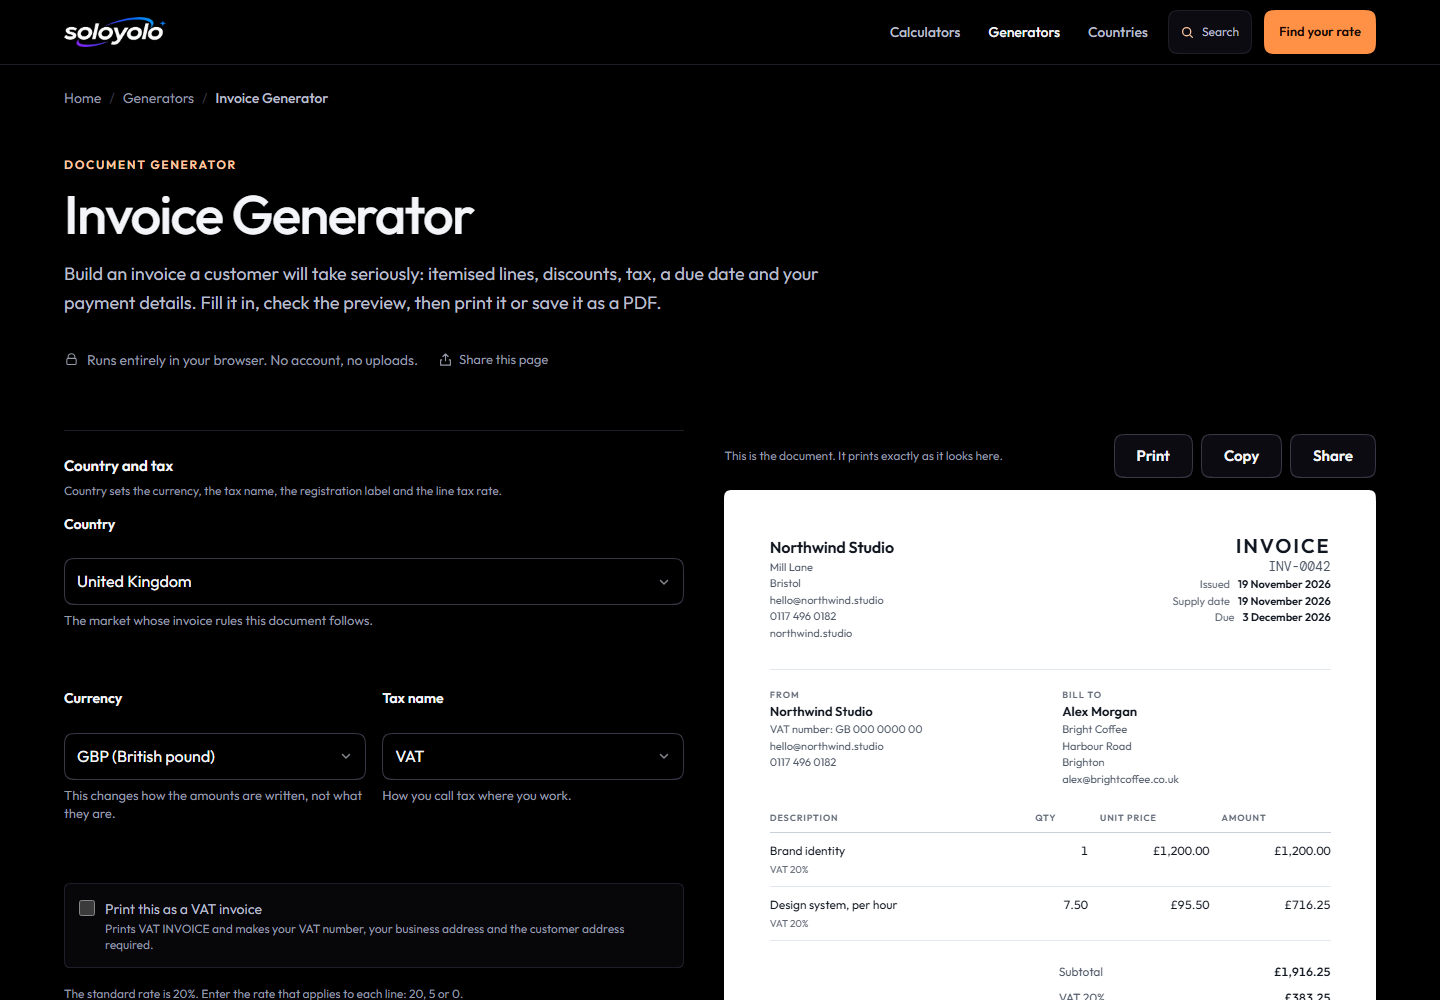 soloyolo
Calculators
Generators
Countries
Search
Find your rate
Home / Generators / Invoice Generator
DOCUMENT GENERATOR
Invoice Generator
Build an invoice a customer will take seriously: itemised lines, discounts, tax, a due date and your
payment details. Fill it in, check the preview, then print it or save it as a PDF.
Runs entirely in your browser. No account, no uploads.
Share this page
Country and tax
Country sets the currency, the tax name, the registration label and the line tax rate.
Country
United Kingdom
The market whose invoice rules this document follows.
Currency
Tax name
GBP (British pound)
VAT
This changes how the amounts are written, not what
they are.
How you call tax where you work.
Print this as a VAT invoice
Prints VAT INVOICE and makes your VAT number, your business address and the customer address
required.
The standard rate is 20%. Enter the rate that applies to each line: 20, 5 or 0.
This is the document. It prints exactly as it looks here.
Print
Copy
Share
Northwind Studio
Mill Lane
Bristol
hello@northwind.studio
0117 496 0182
northwind.studio
INVOICE
INV-0042
Issued 19 November 2026
Supply date 19 November 2026
Due 3 December 2026
FROM
Northwind Studio
VAT number: GB 000 0000 00
hello@northwind.studio
0117 496 0182
BILL TO
Alex Morgan
Bright Coffee
Harbour Road
Brighton
alex@brightcoffee.co.uk
DESCRIPTION QTY UNIT PRICE AMOUNT
Brand identity 1 £1,200.00 £1,200.00
VAT 20%
Design system, per hour 7.50 £95.50 £716.25
VAT 20%
Subtotal £1,916.25
VAT 20% £383.25